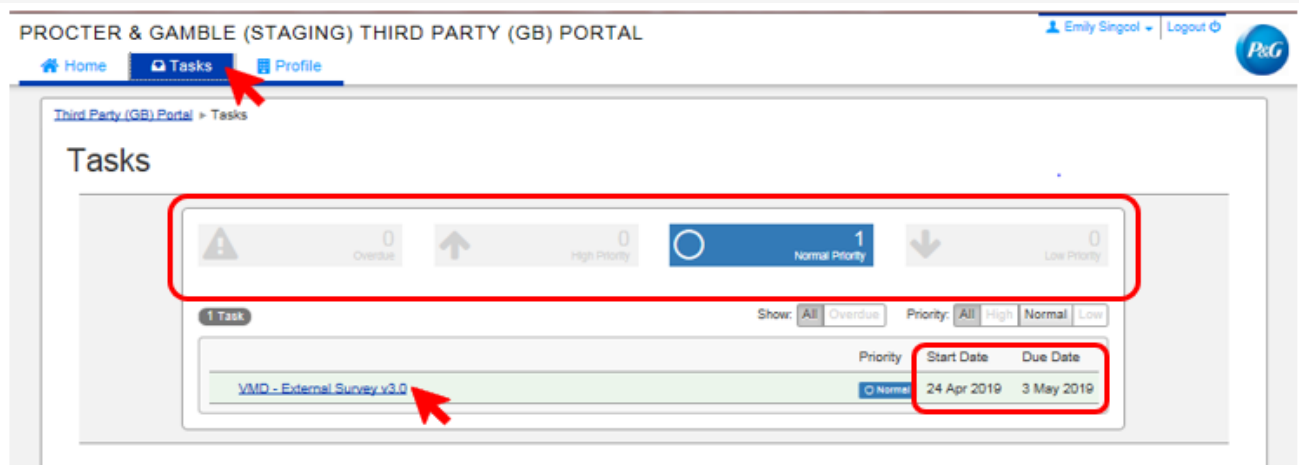 PROCTER & GAMBLE (STAGING) THIRD PARTY (GB) PORTAL
Emily Singcol Logout
P&G
Home Tasks Profile
Third Party (GB) Portal » Tasks
Tasks
0 Overdue 0 High Priority 1 Normal Priority 0 Low Priority
1 Task Show: All Overdue Priority: All High Normal Low
Priority Start Date Due Date
VMD - External Survey v3.0 Normal 24 Apr 2019 3 May 2019